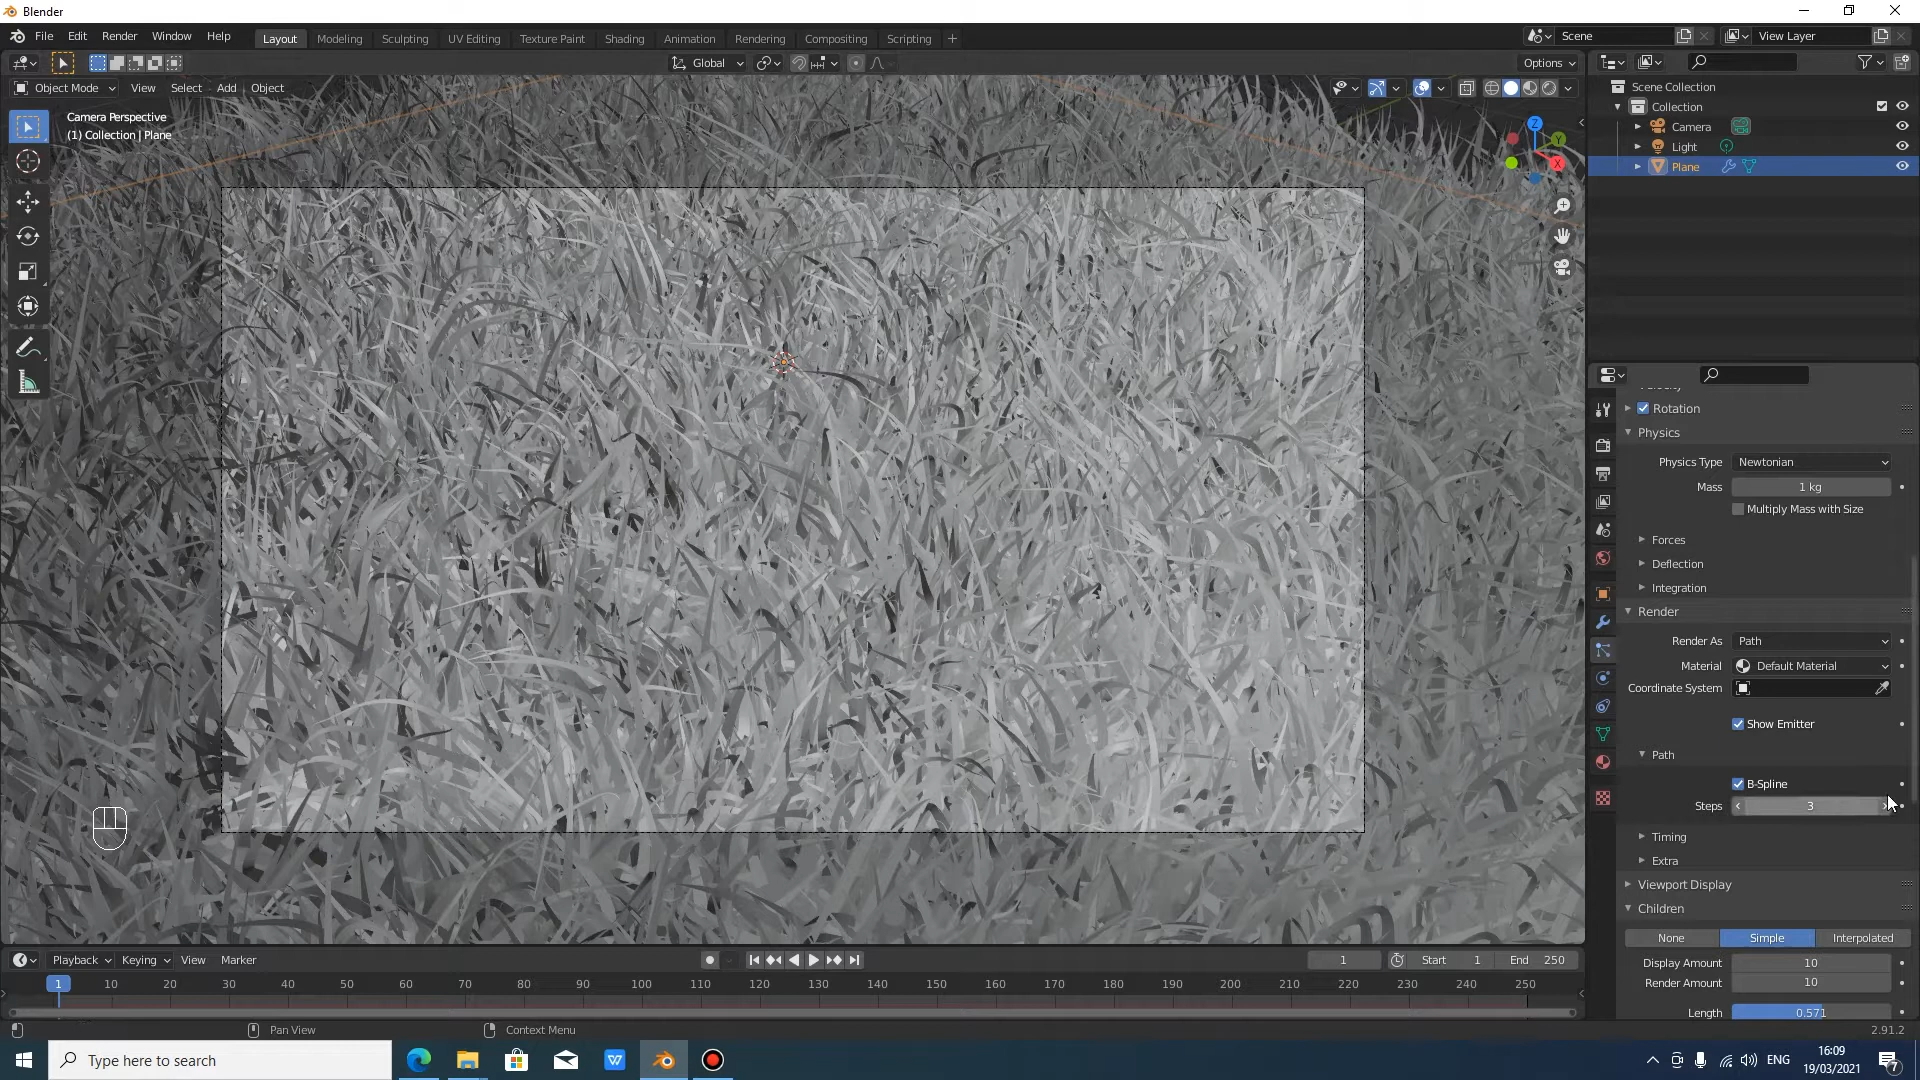 Blender
File Edit Render Window Help
Layout Modeling Sculpting UV Editing Texture Paint Shading Animation Rendering Compositing Scripting
Scene
View Layer
Global
Options
Object Mode View Select Add Object
Camera Perspective
(1) Collection | Plane
Z
Y
X
Scene Collection
Collection
Camera
Light
Plane
Rotation
Physics
Physics Type Newtonian
Mass 1 kg
Multiply Mass with Size
Forces
Deflection
Integration
Render
Render As Path
Material Default Material
Coordinate System
Show Emitter
Path
B-Spline
Steps 3
Timing
Extra
Viewport Display
Children
None Simple Interpolated
Display Amount 10
Render Amount 10
Length 0.571
Playback Keying View Marker
1 Start 1 End 250
1 10 20 30 40 50 60 70 80 90 100 110 120 130 140 150 160 170 180 190 200 210 220 230 240 250
Pan View Context Menu
2.91.2
Type here to search
ENG
16:09
19/03/2021
7